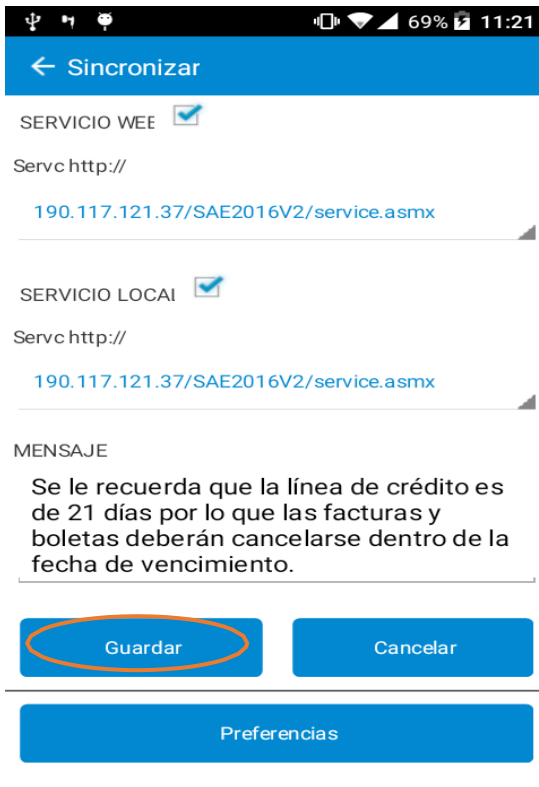 69% 11:21
Sincronizar
SERVICIO WEE
Servc http://
190.117.121.37/SAE2016V2/service.asmx
SERVICIO LOCAl
Servc http://
190.117.121.37/SAE2016V2/service.asmx
MENSAJE
Se le recuerda que la línea de crédito es
de 21 días por lo que las facturas y
boletas deberán cancelarse dentro de la
fecha de vencimiento.
Guardar Cancelar
Preferencias